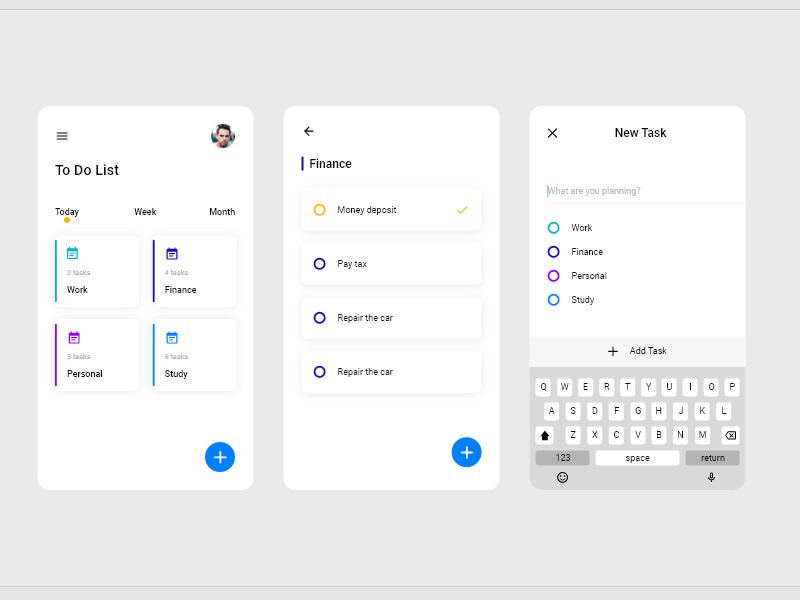 To Do List
Today Week Month
3 tasks
Work
4 tasks
Finance
5 tasks
Personal
6 tasks
Study
Finance
Money deposit
Pay tax
Repair the car
Repair the car
New Task
What are you planning?
Work
Finance
Personal
Study
Add Task
Q W E R T Y U I O P
A S D F G H J K L
Z X C V B N M
123 space return